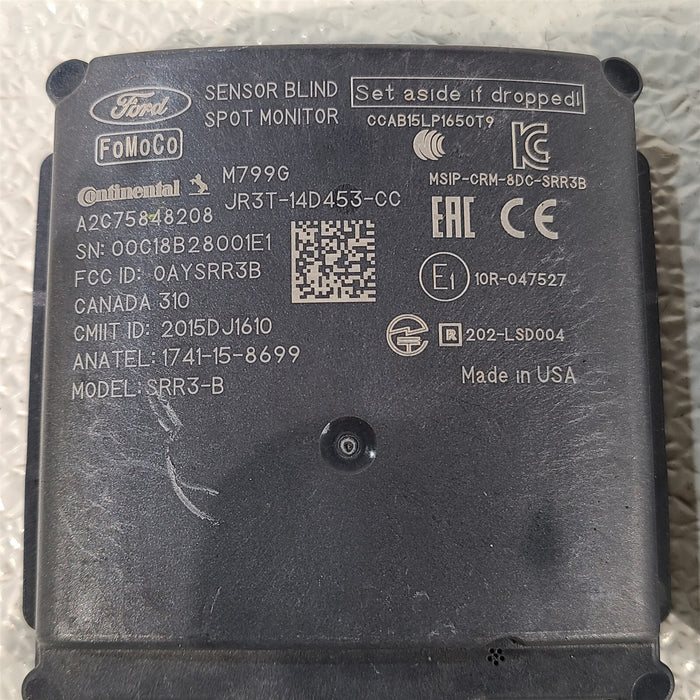 Ford
FoMoCo
SENSOR BLIND
SPOT MONITOR
Set aside if dropped!
CCAB15LP1650T9
CCC
KC
MSIP-CRM-8DC-SRR3B
Continental
M799G
JR3T-14D453-CC
A2C75848208
SN: 00C18B28001E1
FCC ID: OAYSRR3B
CANADA 310
CMIIT ID: 2015DJ1610
ANATEL: 1741-15-8699
MODEL: SRR3-B
EAC CE
E1 10R-047527
R 202-LSD004
Made in USA